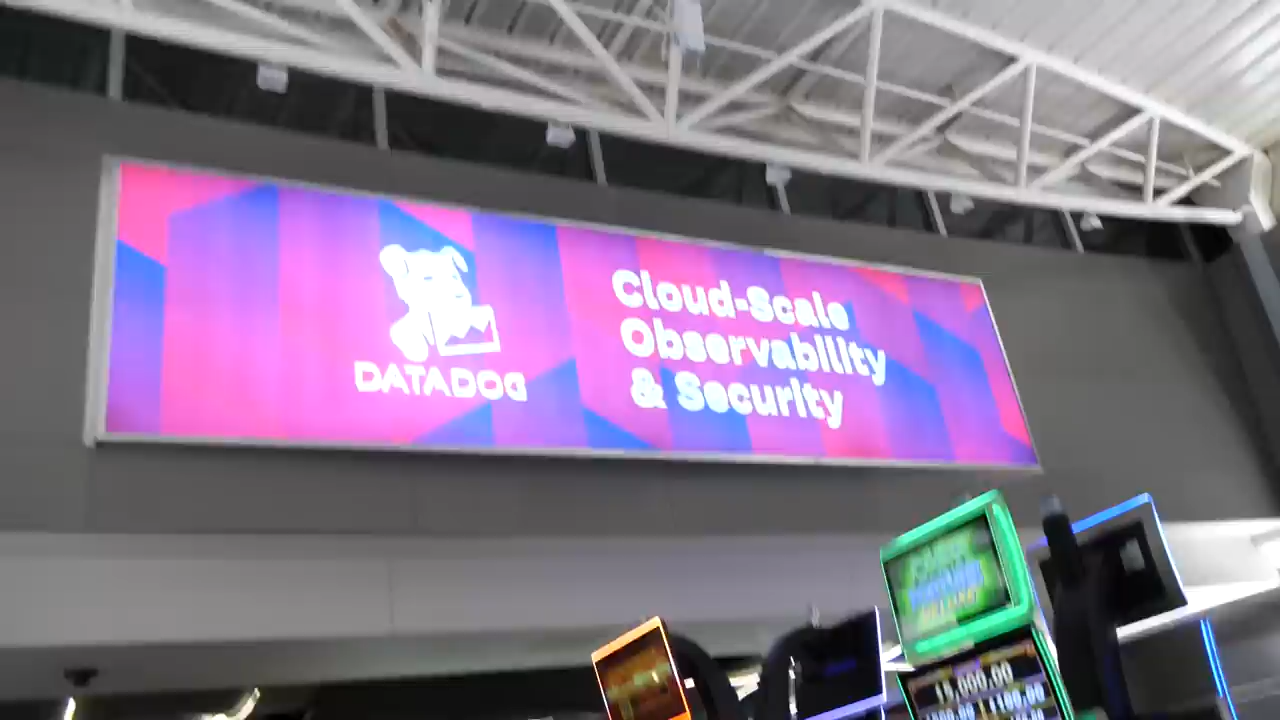 DATADOG
Cloud-Scale
Observability
& Security
15,000.00